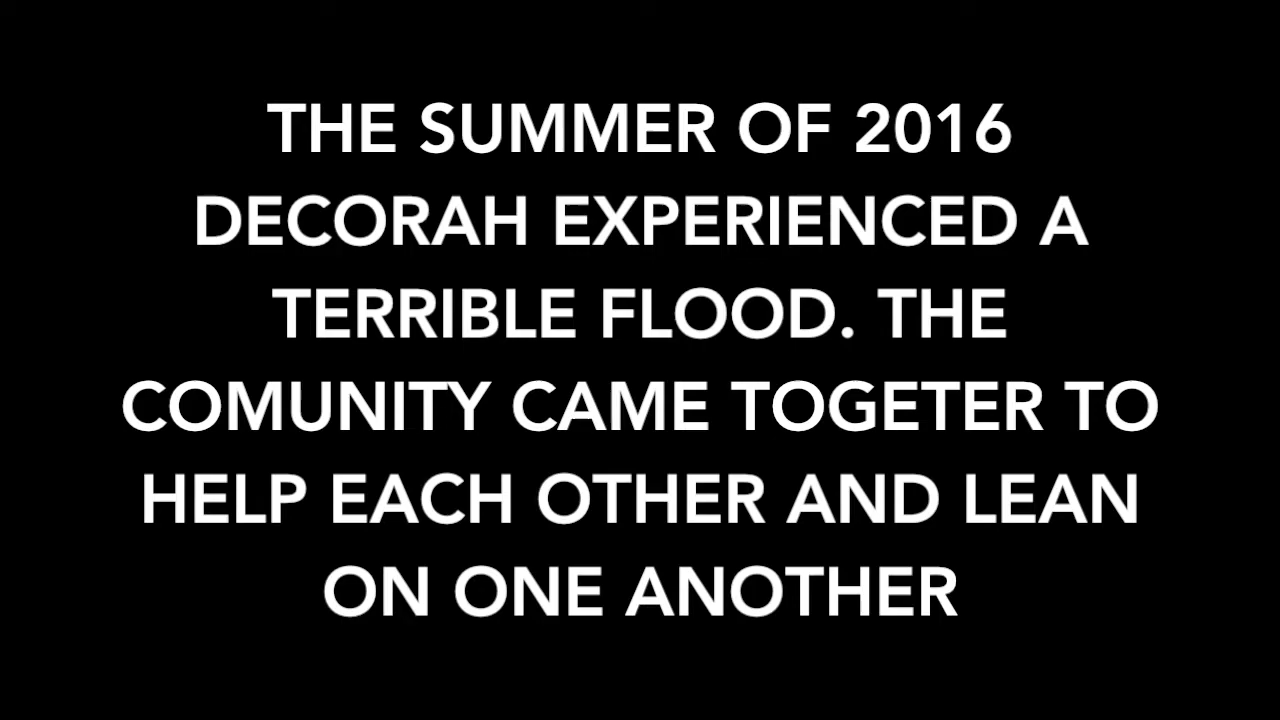 THE SUMMER OF 2016
DECORAH EXPERIENCED A
TERRIBLE FLOOD. THE
COMUNITY CAME TOGETER TO
HELP EACH OTHER AND LEAN
ON ONE ANOTHER